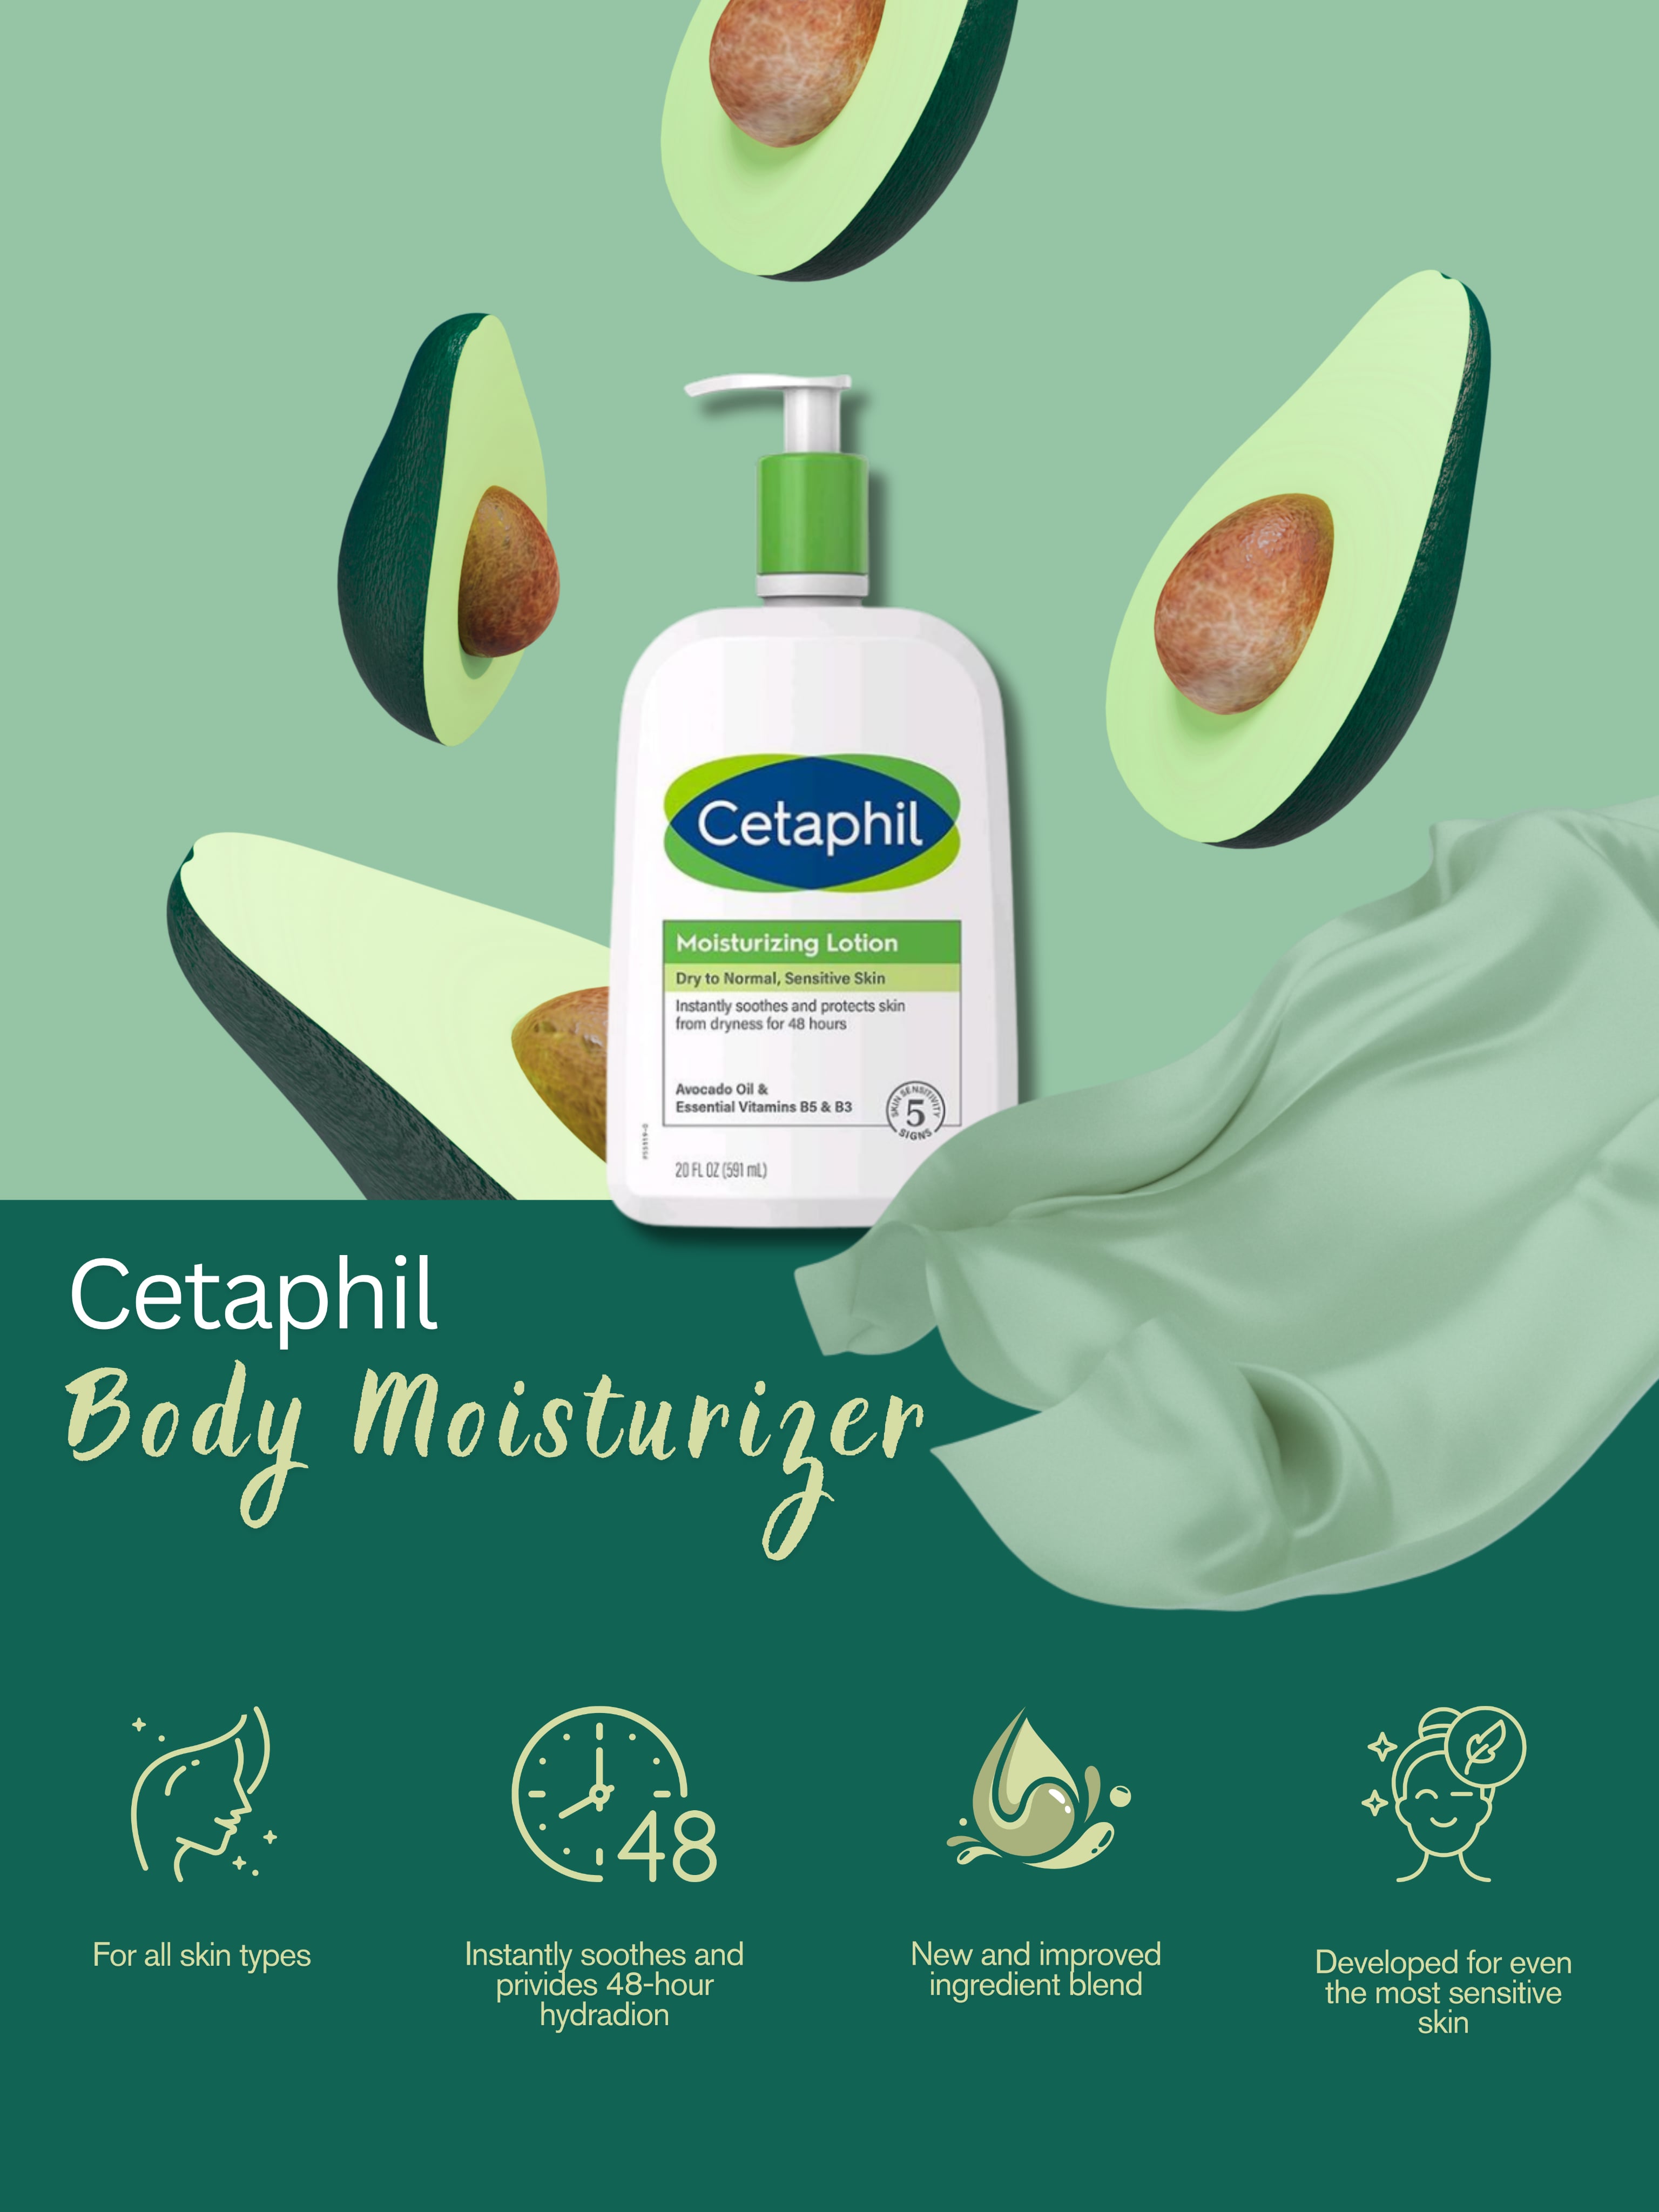 Cetaphil
Moisturizing Lotion
Dry to Normal, Sensitive Skin
Instantly soothes and protects skin
from dryness for 48 hours
Avocado Oil &
Essential Vitamins B5 & B3
SKIN SENSITIVITY
5
SIGNS
20 FL OZ (591 mL)
Cetaphil
Body Moisturizer
48
For all skin types
Instantly soothes and
privides 48-hour
hydradion
New and improved
ingredient blend
Developed for even
the most sensitive
skin